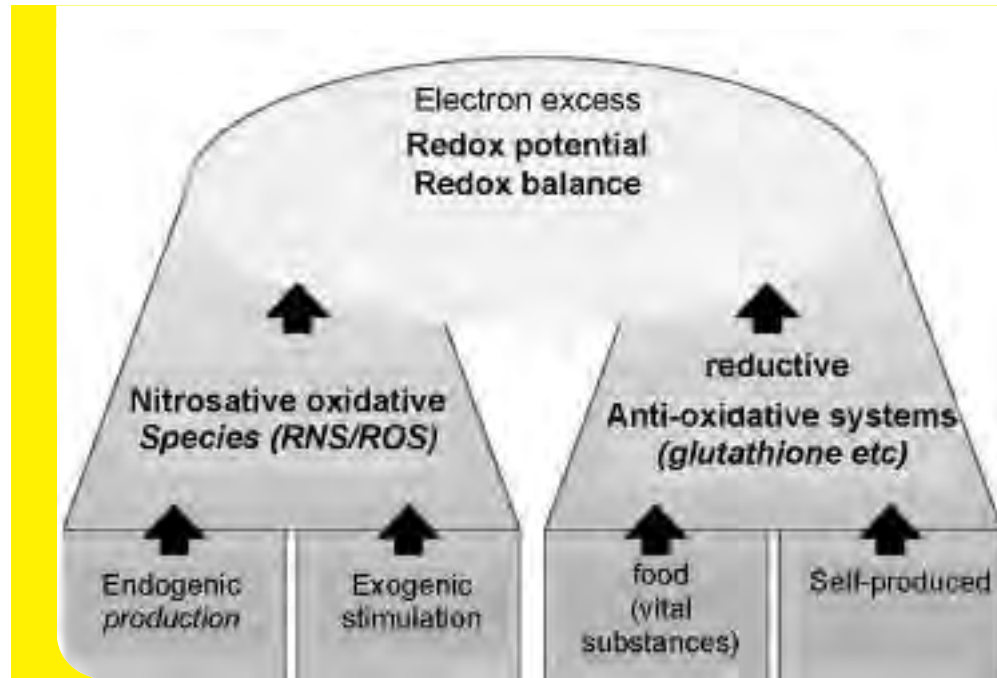 Electron excess
Redox potential
Redox balance
Nitrosative oxidative
Species (RNS/ROS)
reductive
Anti-oxidative systems
(glutathione etc)
Endogenic
production
Exogenic
stimulation
food
(vital
substances)
Self-produced